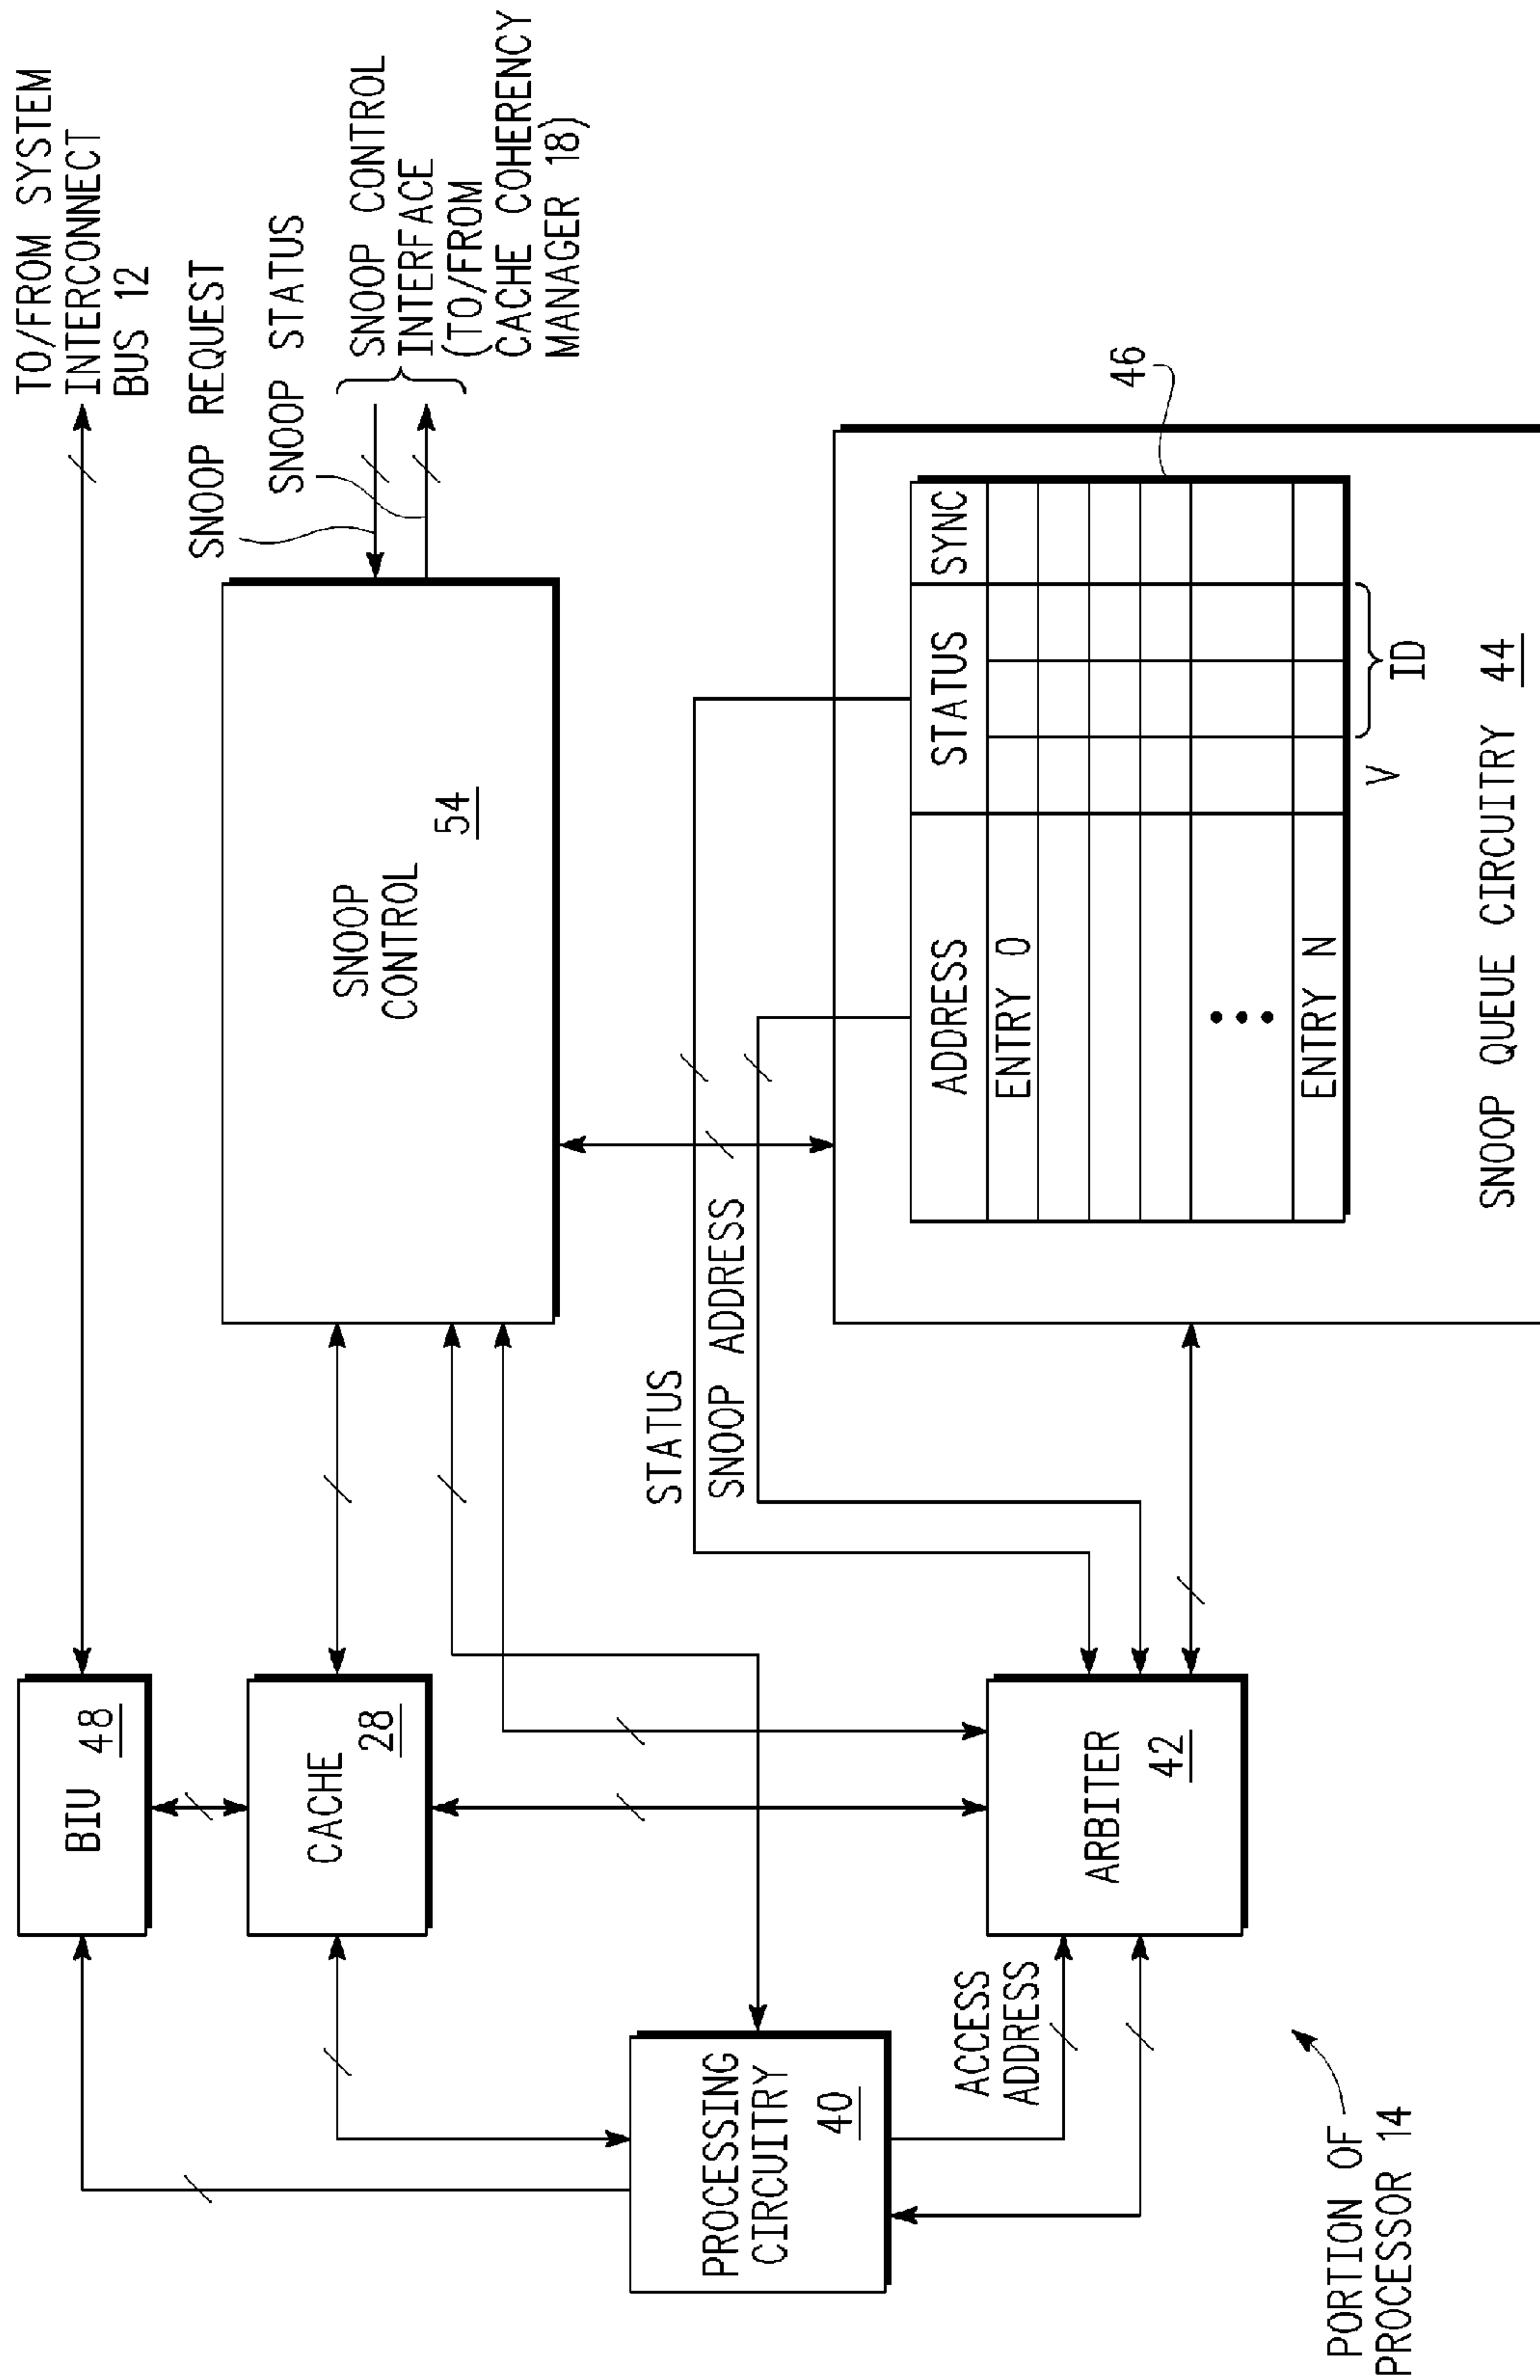 TO/FROM SYSTEM
INTERCONNECT
BUS 12
SNOOP REQUEST
SNOOP STATUS
SNOOP CONTROL
INTERFACE
(TO/FROM
CACHE COHERENCY
MANAGER 18)
BIU 48
CACHE
28
SNOOP
CONTROL
54
PROCESSING
CIRCUITRY
40
STATUS
SNOOP ADDRESS
ACCESS
ADDRESS
ARBITER
42
46
ADDRESS STATUS SYNC
ENTRY 0
ENTRY N
V
ID
SNOOP QUEUE CIRCUITRY 44
PORTION OF
PROCESSOR 14